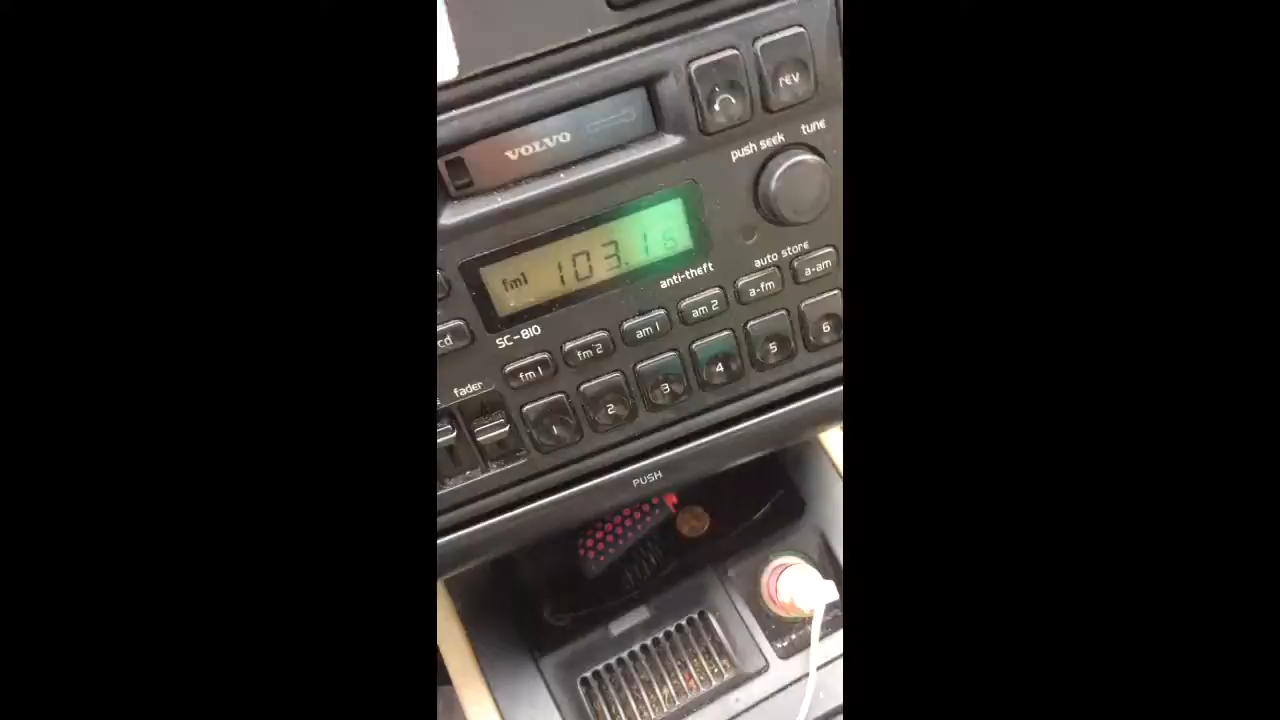 rev
push seek tune
VOLVO
fm1 103.1 s
anti-theft
auto store
SC-810
cd
fm 1
fm 2
am 1
am 2
a-fm
a-am
fader
1
2
3
4
5
6
PUSH